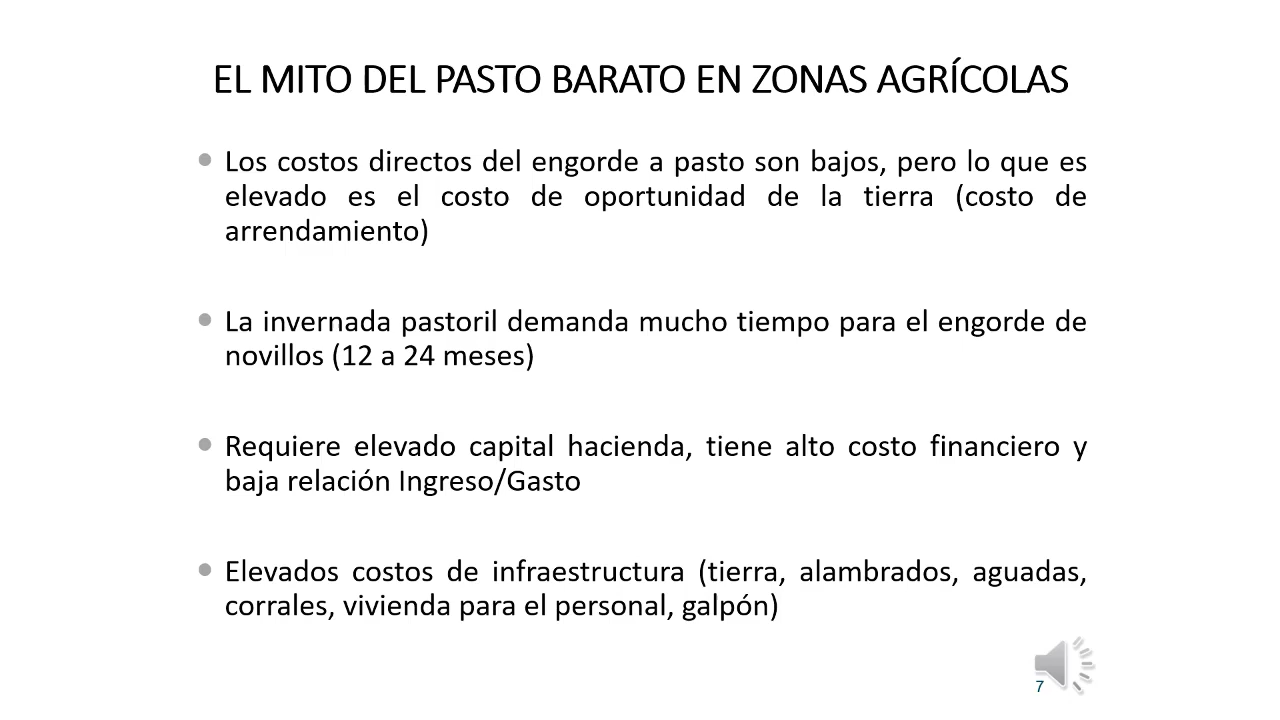 EL MITO DEL PASTO BARATO EN ZONAS AGRÍCOLAS
Los costos directos del engorde a pasto son bajos, pero lo que es
elevado es el costo de oportunidad de la tierra (costo de
arrendamiento)
La invernada pastoril demanda mucho tiempo para el engorde de
novillos (12 a 24 meses)
Requiere elevado capital hacienda, tiene alto costo financiero y
baja relación Ingreso/Gasto
Elevados costos de infraestructura (tierra, alambrados, aguadas,
corrales, vivienda para el personal, galpón)
7